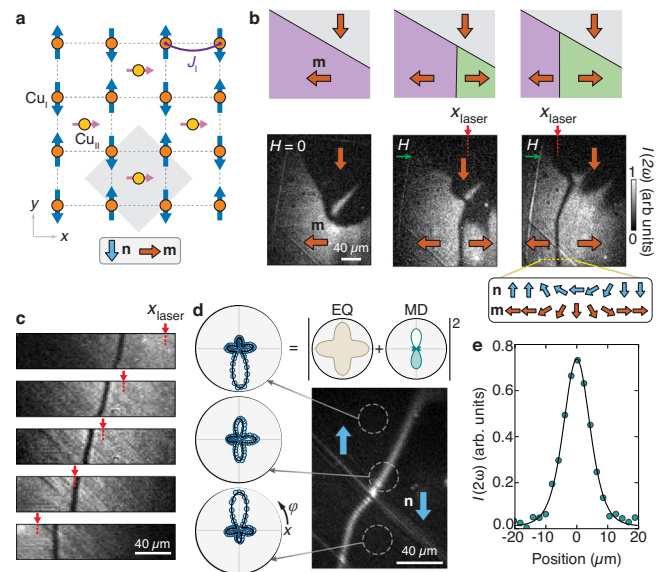 a
J_I
Cu_I
Cu_II
y
x
n
m
b
m
x_laser
x_laser
H = 0
m
40 µm
H
H
I(2ω) (arb units)
1
0
n
m
c
x_laser
40 µm
d
=
EQ
+
MD
2
φ
x
n
40 µm
e
I(2ω) (arb. units)
0.8
0.6
0.4
0.2
0.0
-20
-10
0
10
20
Position (µm)